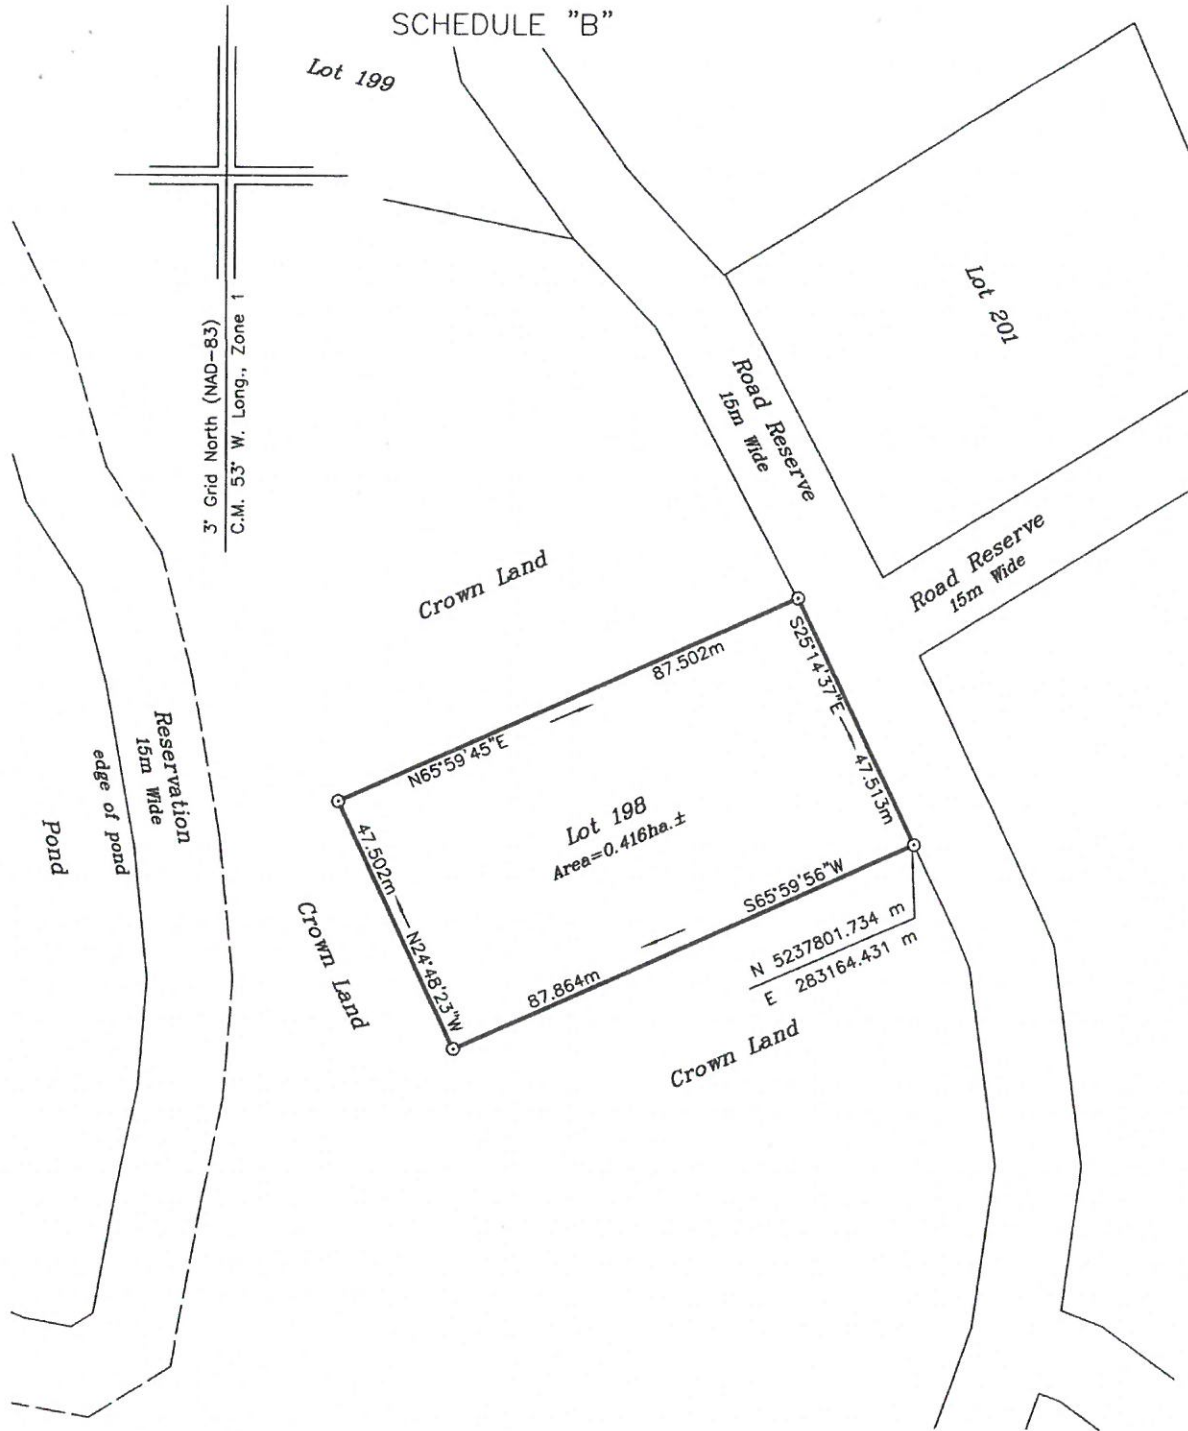 SCHEDULE "B"
Lot 199
3° Grid North (NAD-83)
C.M. 53° W. Long., Zone 1
Lot 201
Road Reserve
15m Wide
Road Reserve
15m Wide
Crown Land
87.502m
N65°59'45"E
S25°14'37"E
47.513m
Reservation
15m Wide
edge of pond
Pond
Lot 198
Area=0.416ha.±
47.502m
N24°48'23"W
S65°59'56"W
87.864m
N 5237801.734 m
E 283164.431 m
Crown Land
Crown Land